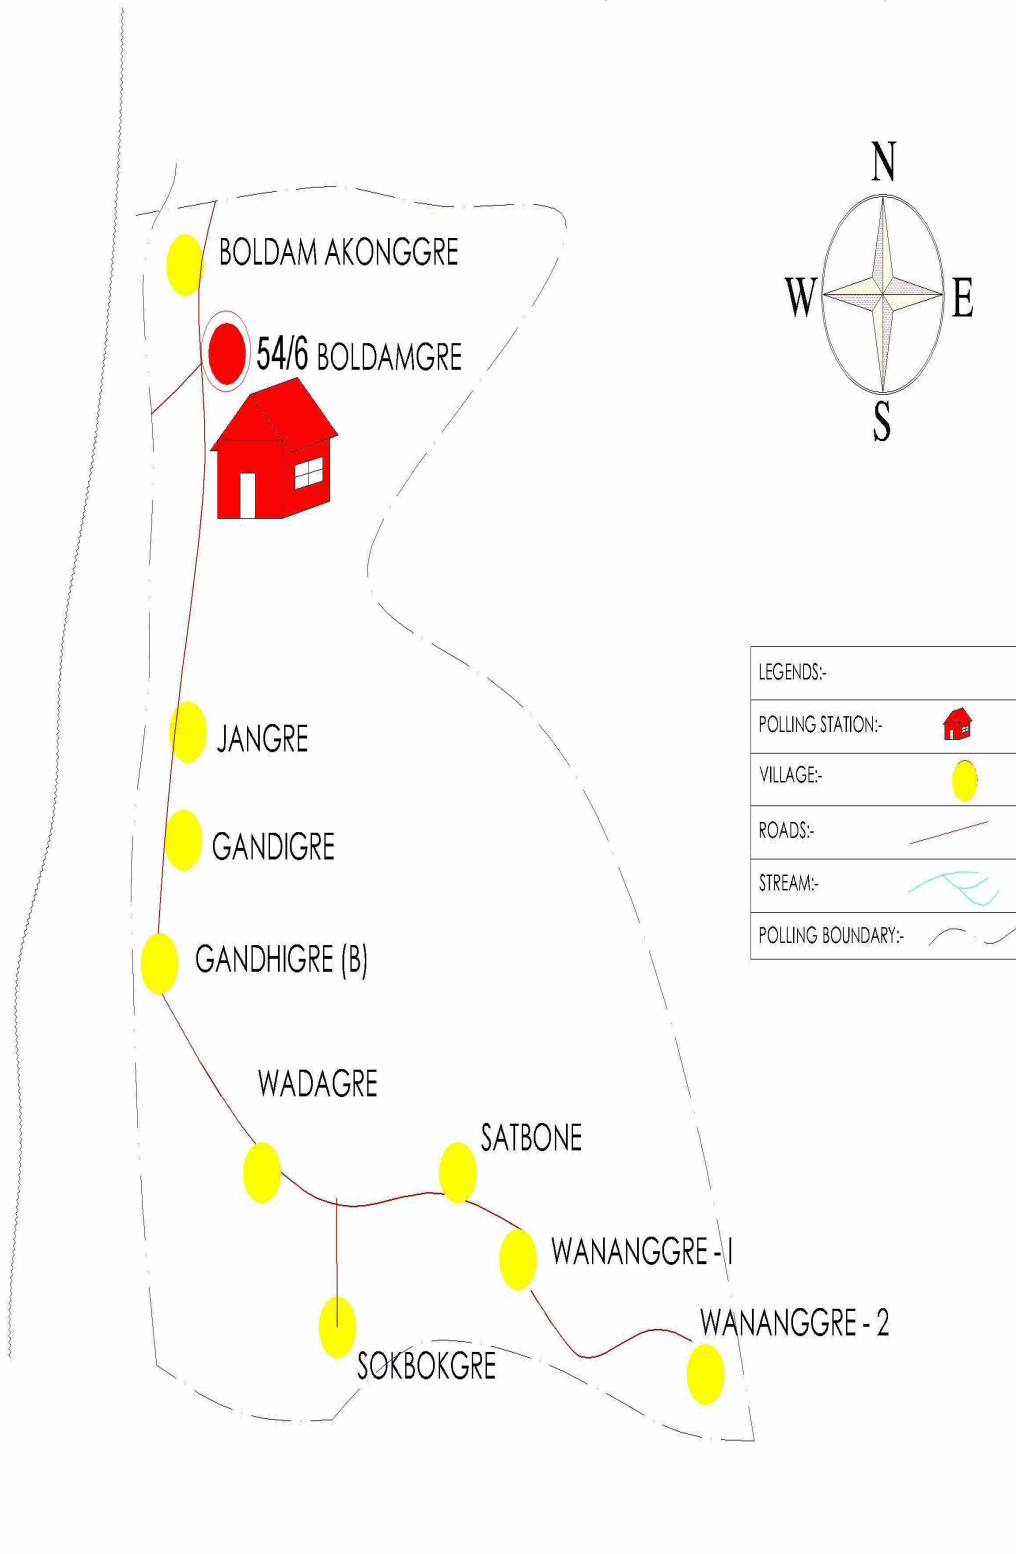 N
BOLDAM AKONGGRE
W
E
54/6 BOLDAMGRE
S
LEGENDS:-
POLLING STATION:-
JANGRE
VILLAGE:-
ROADS:-
GANDIGRE
STREAM:-
POLLING BOUNDARY:-
GANDHIGRE (B)
WADAGRE
SATBONE
WANANGGRE - 1
WANANGGRE - 2
SOKBOKGRE